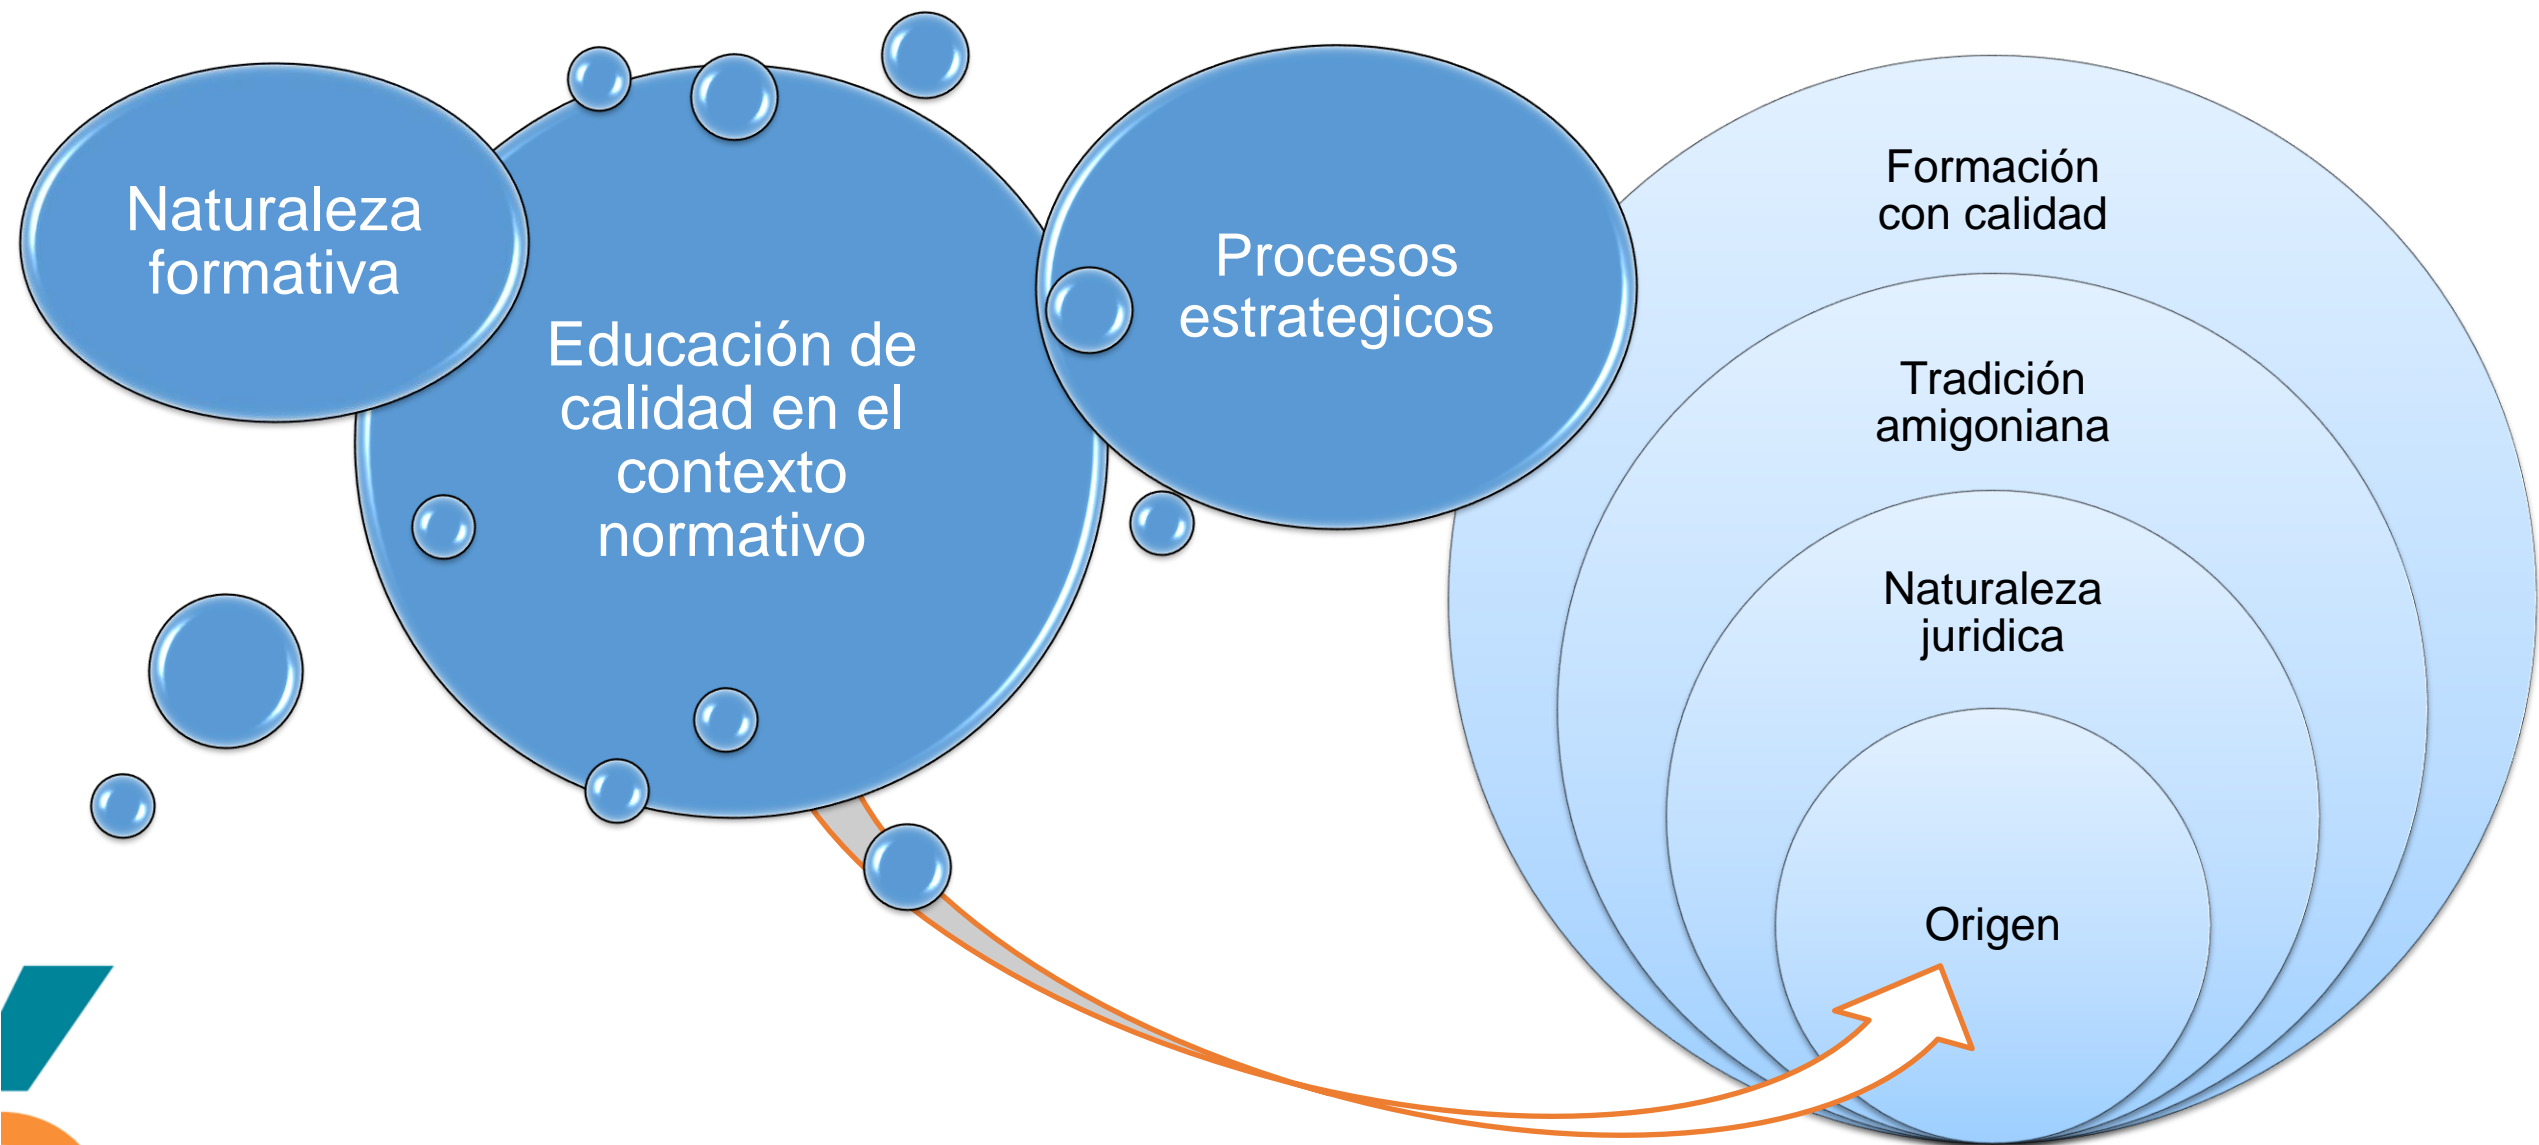 Naturaleza
formativa
Educación de
calidad en el
contexto
normativo
Procesos
estrategicos
Formación
con calidad
Tradición
amigoniana
Naturaleza
juridica
Origen